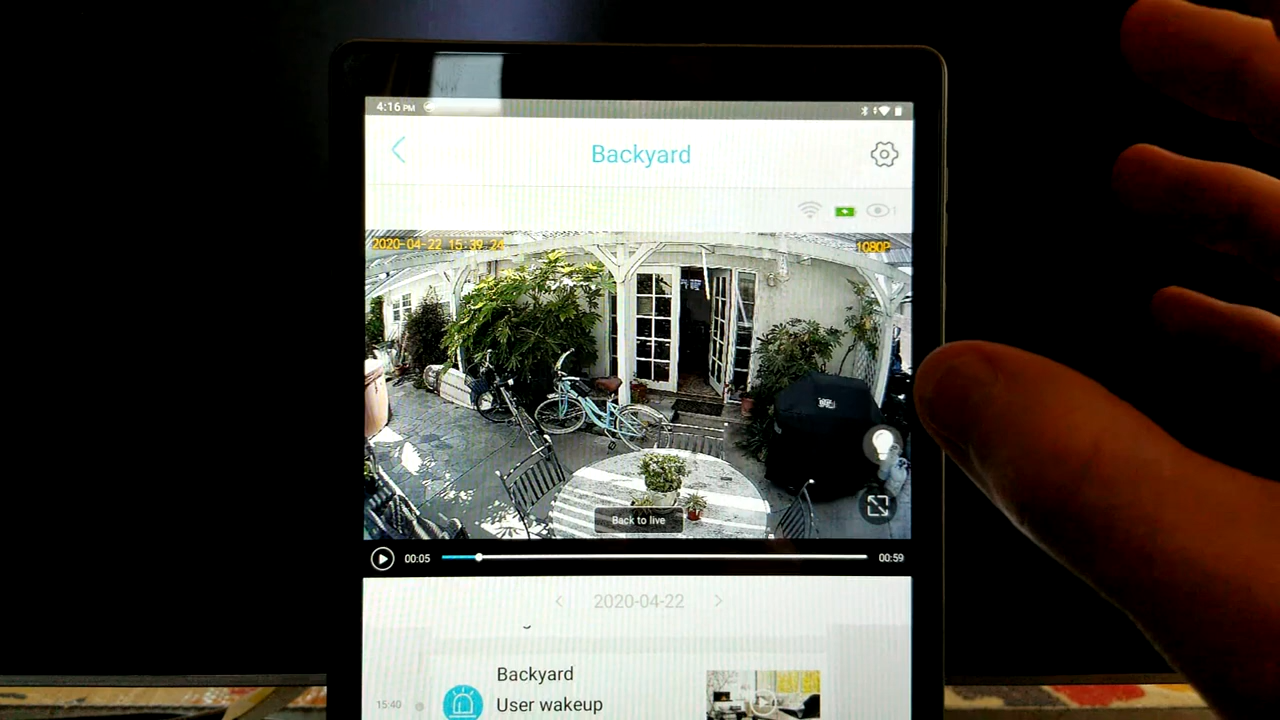 4:16 PM
Backyard
1
2020-04-22 15:39:24
1080P
Back to live
00:05
00:59
2020-04-22
Backyard
15:40
User wakeup